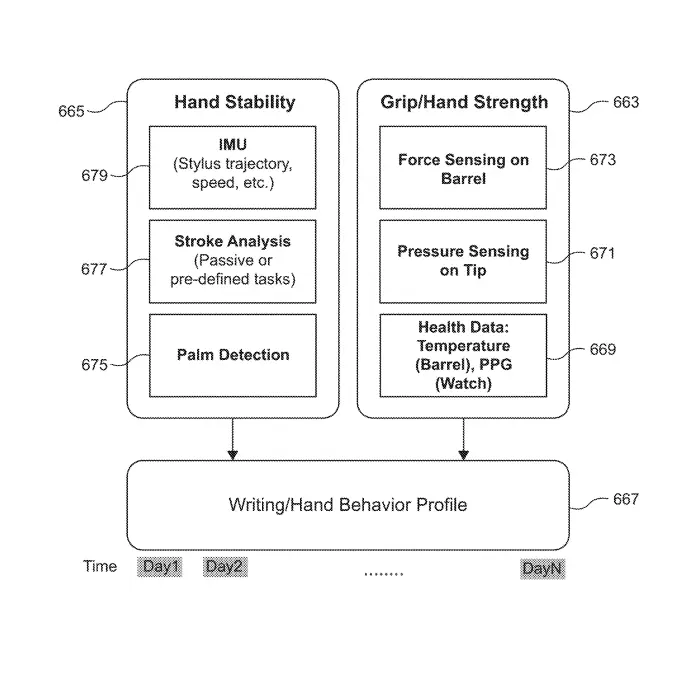 665
Hand Stability
679
IMU
(Stylus trajectory,
speed, etc.)
677
Stroke Analysis
(Passive or
pre-defined tasks)
675
Palm Detection
Grip/Hand Strength
663
Force Sensing on
Barrel
673
Pressure Sensing
on Tip
671
Health Data:
Temperature
(Barrel), PPG
(Watch)
669
Writing/Hand Behavior Profile
667
Time Day1 Day2 ........ DayN